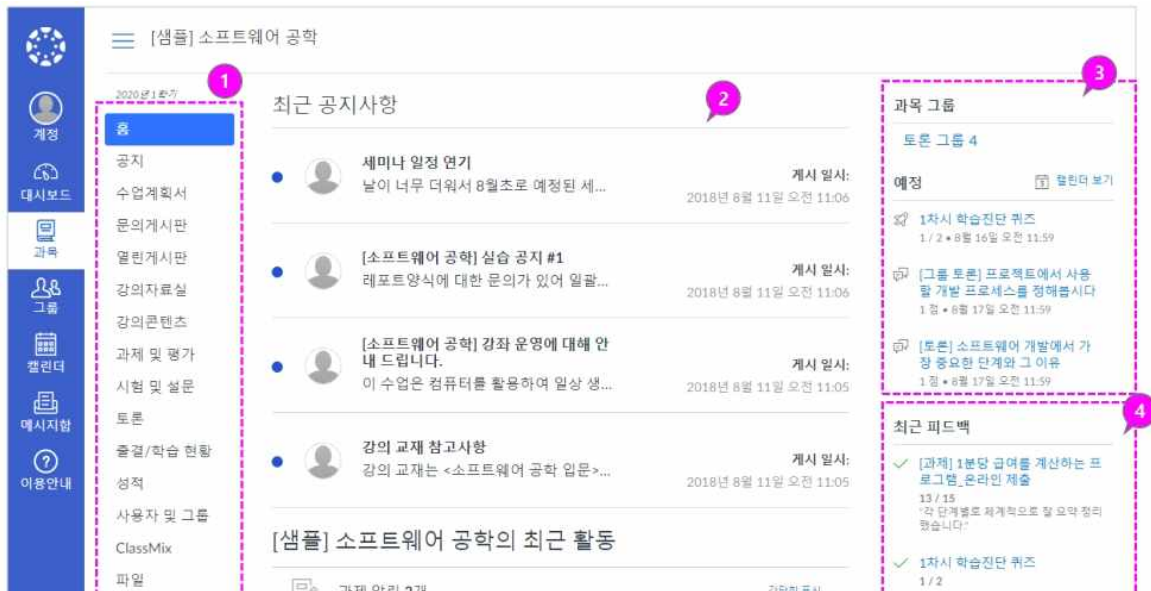 [샘플] 소프트웨어 공학
계정
대시보드
과목
그룹
캘린더
메시지함
이용안내
1
2020년 1학기
홈
공지
수업계획서
문의게시판
열린게시판
강의자료실
강의콘텐츠
과제 및 평가
시험 및 설문
토론
출결/학습 현황
성적
사용자 및 그룹
ClassMix
파일
2
최근 공지사항
세미나 일정 연기
날이 너무 더워서 8월초로 예정된 세...
게시 일시:
2018년 8월 11일 오전 11:06
[소프트웨어 공학] 실습 공지 #1
레포트양식에 대한 문의가 있어 일괄...
게시 일시:
2018년 8월 11일 오전 11:06
[소프트웨어 공학] 강좌 운영에 대해 안
내 드립니다.
이 수업은 컴퓨터를 활용하여 일상 생...
게시 일시:
2018년 8월 11일 오전 11:05
강의 교재 참고사항
강의 교재는 <소프트웨어 공학 입문>...
게시 일시:
2018년 8월 11일 오전 11:05
[샘플] 소프트웨어 공학의 최근 활동
3
과목 그룹
토론 그룹 4
예정
캘린더 보기
1차시 학습진단 퀴즈
1 / 2 • 8월 16일 오전 11:59
[그룹 토론] 프로젝트에서 사용
할 개발 프로세스를 정해봅시다
1 점 • 8월 17일 오전 11:59
[토론] 소프트웨어 개발에서 가
장 중요한 단계와 그 이유
1 점 • 8월 17일 오전 11:59
4
최근 피드백
[과제] 1분당 급여를 계산하는 프
로그램_온라인 제출
13 / 15
"각 단계별로 체계적으로 잘 요약 정리
했습니다."
1차시 학습진단 퀴즈
1 / 2